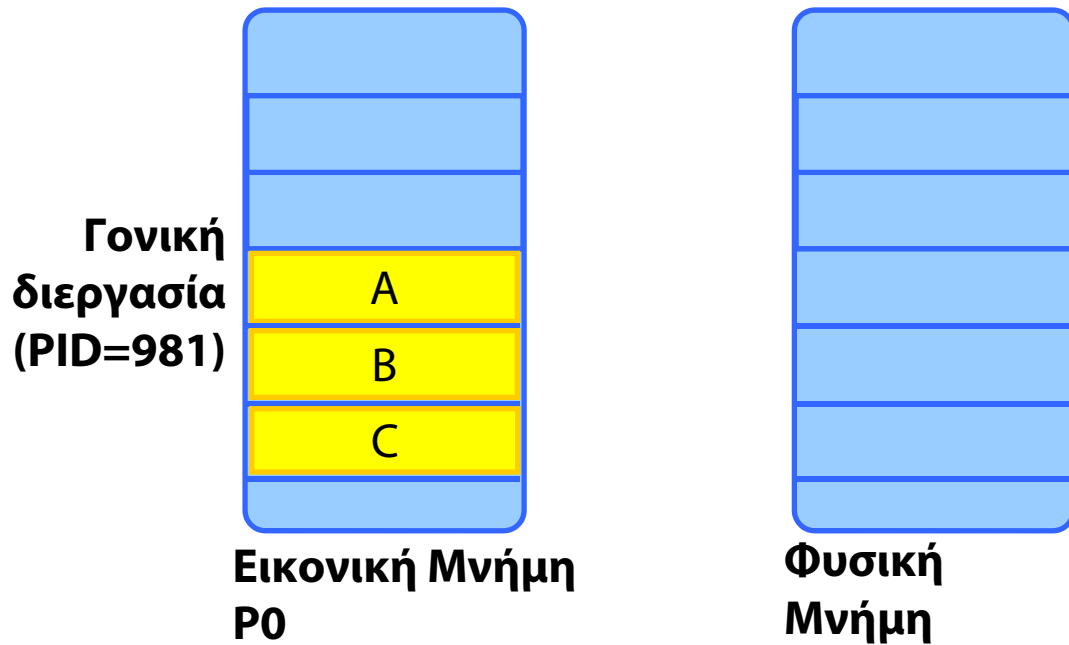 Γονική
διεργασία
(PID=981)
A
B
C
Εικονική Μνήμη
P0
Φυσική
Μνήμη